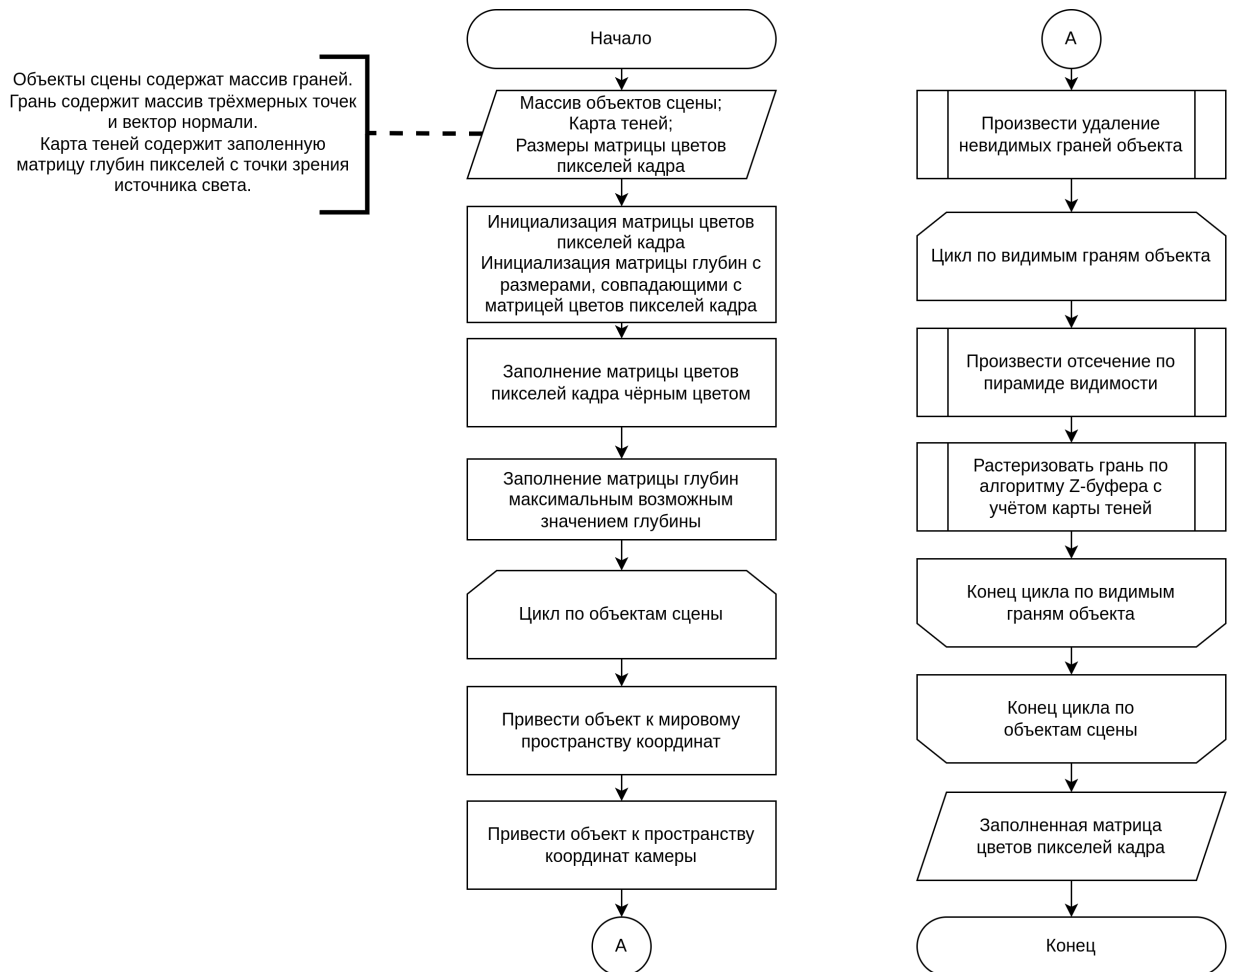 Начало
Объекты сцены содержат массив граней.
Грань содержит массив трёхмерных точек
и вектор нормали.
Карта теней содержит заполенную
матрицу глубин пикселей с точки зрения
источника света.
Массив объектов сцены;
Карта теней;
Размеры матрицы цветов
пикселей кадра
Инициализация матрицы цветов
пикселей кадра
Инициализация матрицы глубин с
размерами, совпадающими с
матрицей цветов пикселей кадра
Заполнение матрицы цветов
пикселей кадра чёрным цветом
Заполнение матрицы глубин
максимальным возможным
значением глубины
Цикл по объектам сцены
Привести объект к мировому
пространству координат
Привести объект к пространству
координат камеры
А
А
Произвести удаление
невидимых граней объекта
Цикл по видимым граням объекта
Произвести отсечение по
пирамиде видимости
Растеризовать грань по
алгоритму Z-буфера с
учётом карты теней
Конец цикла по видимым
граням объекта
Конец цикла по
объектам сцены
Заполненная матрица
цветов пикселей кадра
Конец